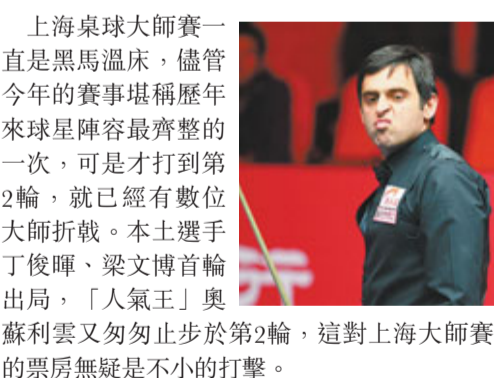 上海桌球大師賽一
直是黑馬溫床，儘管
今年的賽事堪稱歷年
來球星陣容最齊整的
一次，可是才打到第
2輪，就已經有數位
大師折戟。本土選手
丁俊暉、梁文博首輪
出局，「人氣王」奧
蘇利雲又匆匆止步於第2輪，這對上海大師賽
的票房無疑是不小的打擊。
行